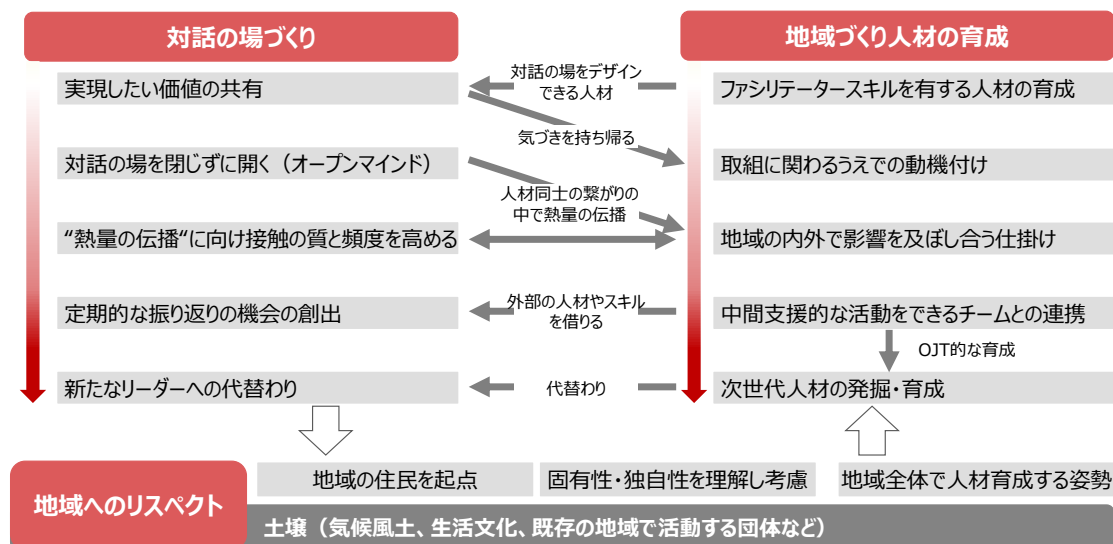 対話の場づくり
地域づくり人材の育成
実現したい価値の共有
対話の場をデザイン
できる人材
ファシリテータースキルを有する人材の育成
気づきを持ち帰る
対話の場を閉じずに開く（オープンマインド）
取組に関わるうえでの動機付け
人材同士の繋がりの
中で熱量の伝播
“熱量の伝播“に向け接触の質と頻度を高める
地域の内外で影響を及ぼし合う仕掛け
定期的な振り返りの機会の創出
外部の人材やスキル
を借りる
中間支援的な活動をできるチームとの連携
OJT的な育成
新たなリーダーへの代替わり
代替わり
次世代人材の発掘・育成
地域へのリスペクト
地域の住民を起点
固有性・独自性を理解し考慮
地域全体で人材育成する姿勢
土壌（気候風土、生活文化、既存の地域で活動する団体など）